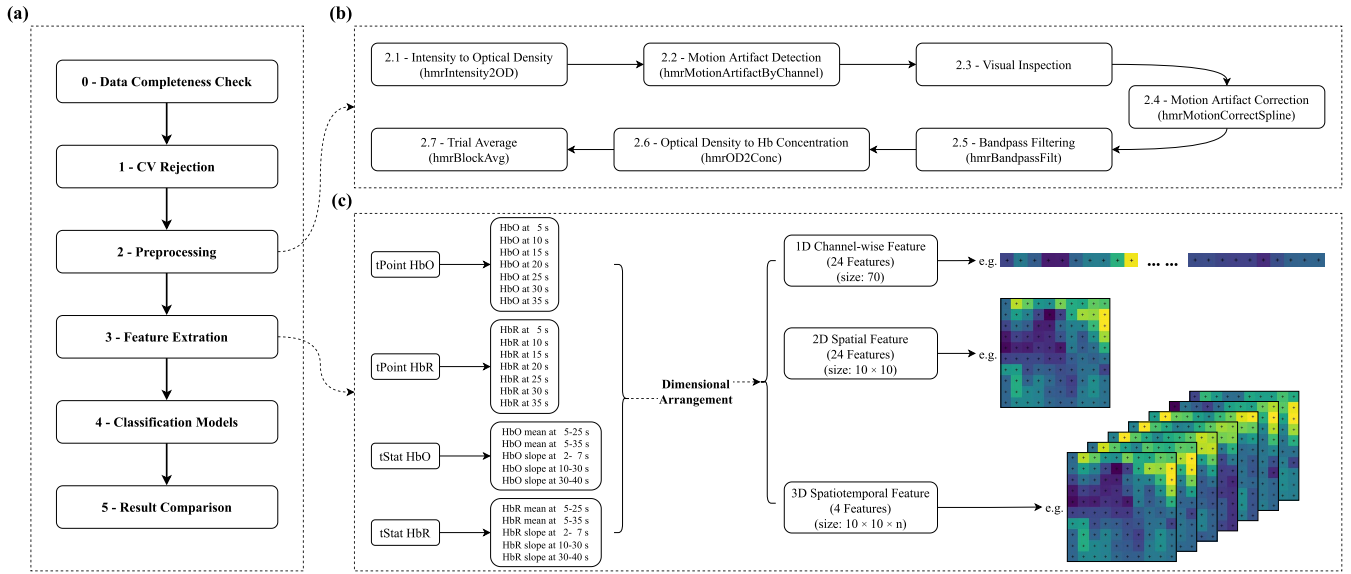 (a)
0 - Data Completeness Check
1 - CV Rejection
2 - Preprocessing
3 - Feature Extration
4 - Classification Models
5 - Result Comparison
(b)
2.1 - Intensity to Optical Density
(hmrIntensity2OD)
2.2 - Motion Artifact Detection
(hmrMotionArtifactByChannel)
2.3 - Visual Inspection
2.4 - Motion Artifact Correction
(hmrMotionCorrectSpline)
2.5 - Bandpass Filtering
(hmrBandpassFilt)
2.6 - Optical Density to Hb Concentration
(hmrOD2Conc)
2.7 - Trial Average
(hmrBlockAvg)
(c)
tPoint HbO
HbO at 5 s
HbO at 10 s
HbO at 15 s
HbO at 20 s
HbO at 25 s
HbO at 30 s
HbO at 35 s
tPoint HbR
HbR at 5 s
HbR at 10 s
HbR at 15 s
HbR at 20 s
HbR at 25 s
HbR at 30 s
HbR at 35 s
tStat HbO
HbO mean at 5-25 s
HbO mean at 5-35 s
HbO slope at 2- 7 s
HbO slope at 10-30 s
HbO slope at 30-40 s
tStat HbR
HbR mean at 5-25 s
HbR mean at 5-35 s
HbR slope at 2- 7 s
HbR slope at 10-30 s
HbR slope at 30-40 s
Dimensional
Arrangement
1D Channel-wise Feature
(24 Features)
(size: 70)
e.g.
... ...
2D Spatial Feature
(24 Features)
(size: 10 × 10)
e.g.
3D Spatiotemporal Feature
(4 Features)
(size: 10 × 10 × n)
e.g.